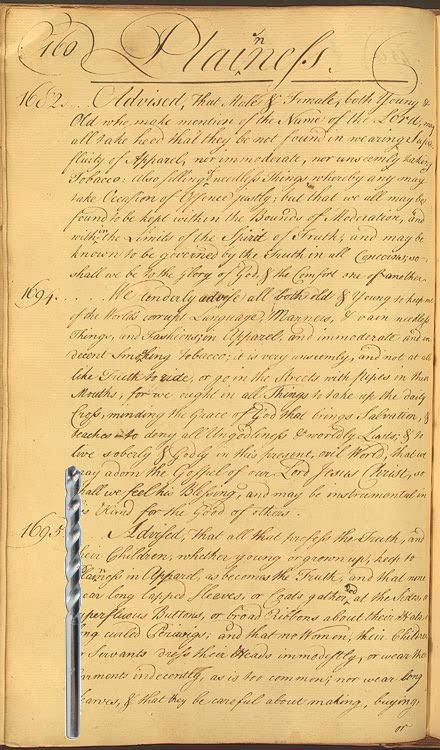 160
Plainness.
1682... Advised, That Male & Female, both Young &
Old who make mention of the Name of the Lord, may
all take heed that they be not found in wearing Supe
fluity of Apparel, nor immoderate, nor unseemly taking
Tobacco: Also selling needless Things whereby any may
take Occasion of Offence justly; but that we all may be
found to be kept within the Bounds of Moderation, and
within the Limits of the Spirit of Truth; and may be
known to be governed by the Truth in all Concerns, so
shall we be to the Glory of God, & the Comfort one of another.
1694..... We tenderly advise all both old & Young to keep out
of the World's corrupt Language, Manners, & vain needless
Things, and Fashions, in Apparel; and immoderate and in
decent Smoking Tobacco; it is very unseemly, and not at all
like Truth to ride, or go in the Streets with pipes in their
Mouths, for we ought in all Things to take up the daily
Cross, minding the Grace of God that brings Salvation, &
teaches to deny all Ungodliness & worldly Lusts, & to
live soberly & Godly in this present, evil World, that we
may adorn the Gospel of our Lord Jesus Christ, so
shall we feel his Blessing, and may be instrumental in
is Hand for the Good of others.
1695. Advised, That all that profess the Truth, and
heir Children, whether young or grown up, keep to
Plainness in Apparel, as becomes the Truth, and that none
ear long lapped Sleeves, or Coats gather'd at the Sides, or
uperfluous Buttons, or broad Ribbons about their Hats, or
ong curled Periwigs; and that no Women, their Children
r Servants dress their Heads immodestly, or wear their
arments indecently, as is too common; nor wear long
carves, & that they be careful about making, buying,
or